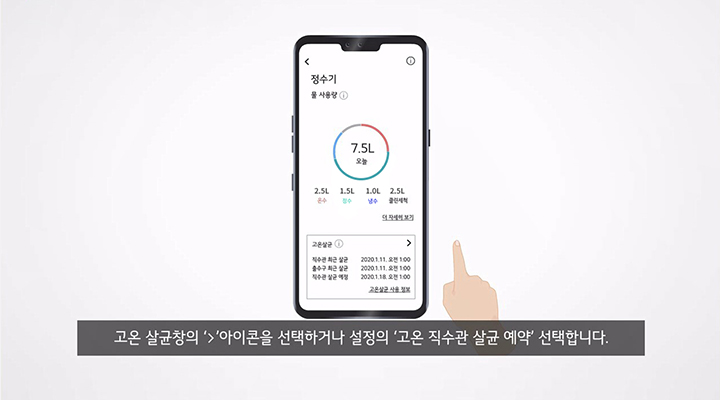 정수기
물 사용량 ⓘ
7.5L
오늘
2.5L 1.5L 1.0L 2.5L
온수 정수 냉수 클린세척
더 자세히 보기
고온살균 ⓘ >
직수관 최근 살균 2020.1.11. 오전 1:00
출수구 최근 살균 2020.1.11. 오전 1:00
직수관 살균 예정 2020.1.18. 오전 1:00
고온살균 사용 정보
고온 살균창의 '>'아이콘을 선택하거나 설정의 '고온 직수관 살균 예약' 선택합니다.